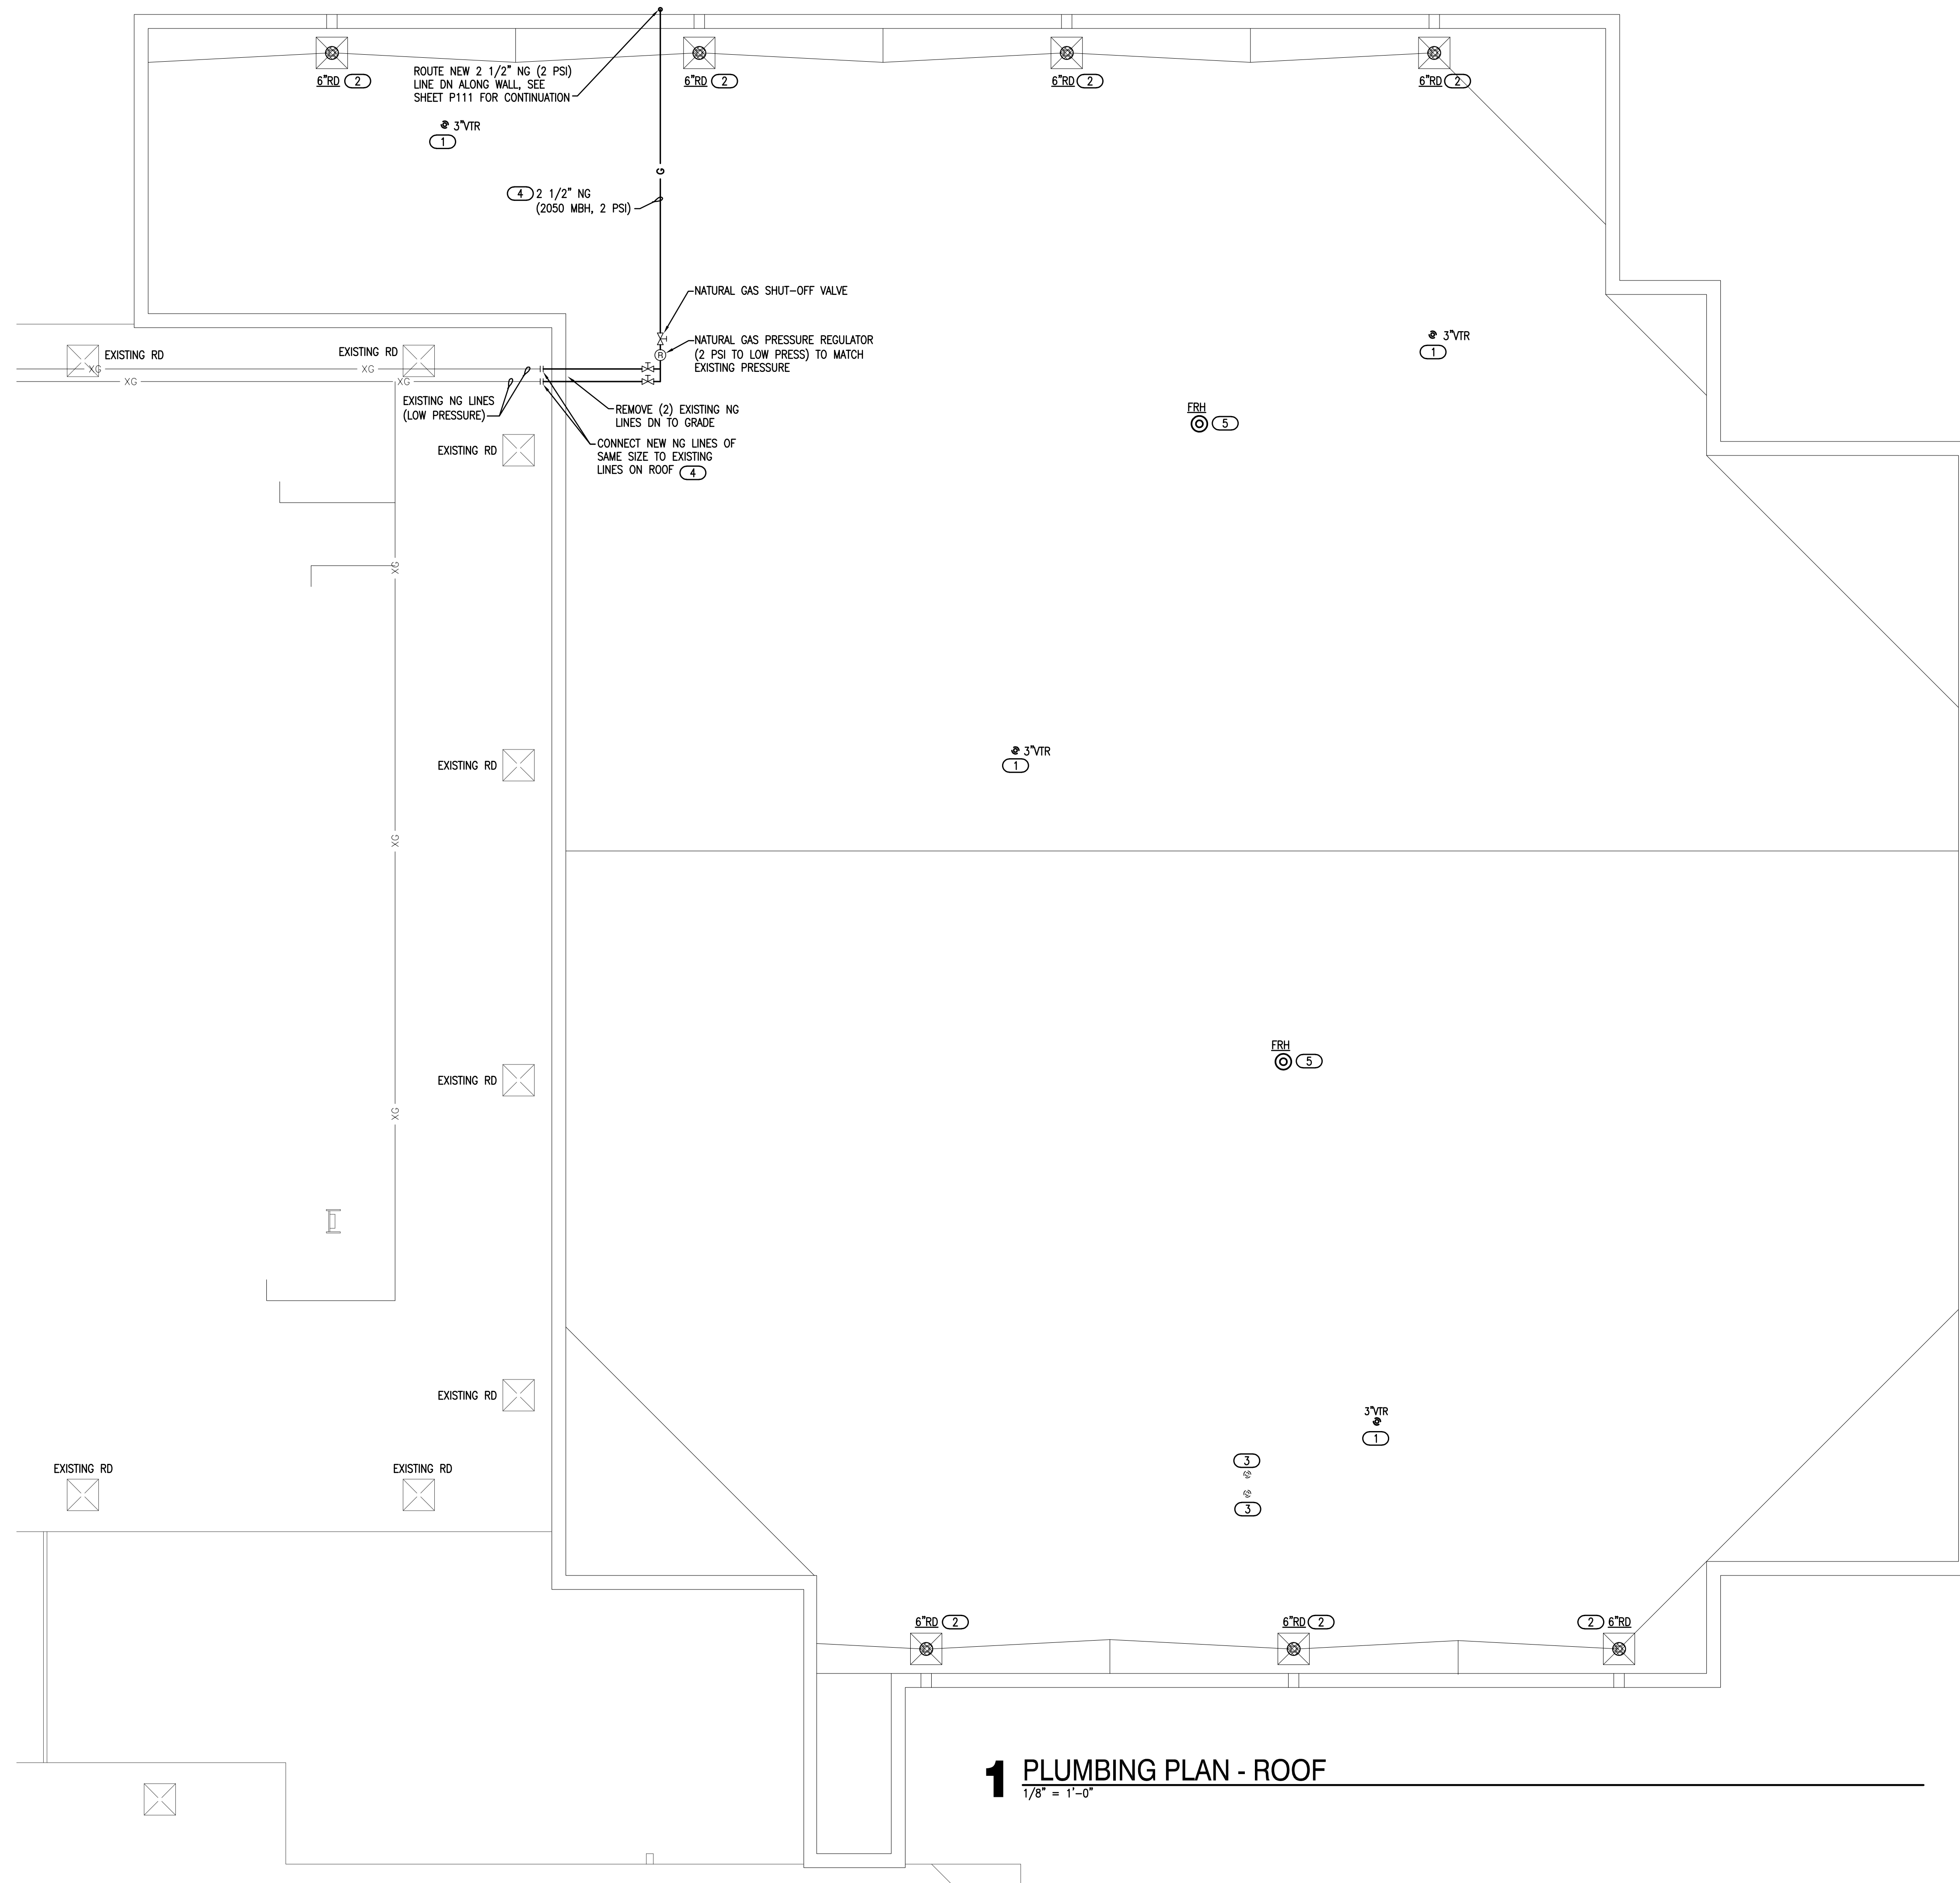 6"RD 2
ROUTE NEW 2 1/2" NG (2 PSI)
LINE DN ALONG WALL, SEE
SHEET P111 FOR CONTINUATION
6"RD 2
6"RD 2
6"RD 2
3"VTR
1
G
4 2 1/2" NG
(2050 MBH, 2 PSI)
NATURAL GAS SHUT-OFF VALVE
NATURAL GAS PRESSURE REGULATOR
(2 PSI TO LOW PRESS) TO MATCH
EXISTING PRESSURE
R
3"VTR
1
EXISTING RD
EXISTING RD
XG
XG
XG
XG
EXISTING NG LINES
(LOW PRESSURE)
REMOVE (2) EXISTING NG
LINES DN TO GRADE
CONNECT NEW NG LINES OF
SAME SIZE TO EXISTING
LINES ON ROOF 4
FRH
5
EXISTING RD
XG
3"VTR
1
EXISTING RD
XG
FRH
5
EXISTING RD
XG
EXISTING RD
3"VTR
1
3
3
EXISTING RD
EXISTING RD
6"RD 2
6"RD 2
2 6"RD
1 PLUMBING PLAN - ROOF
1/8" = 1'-0"